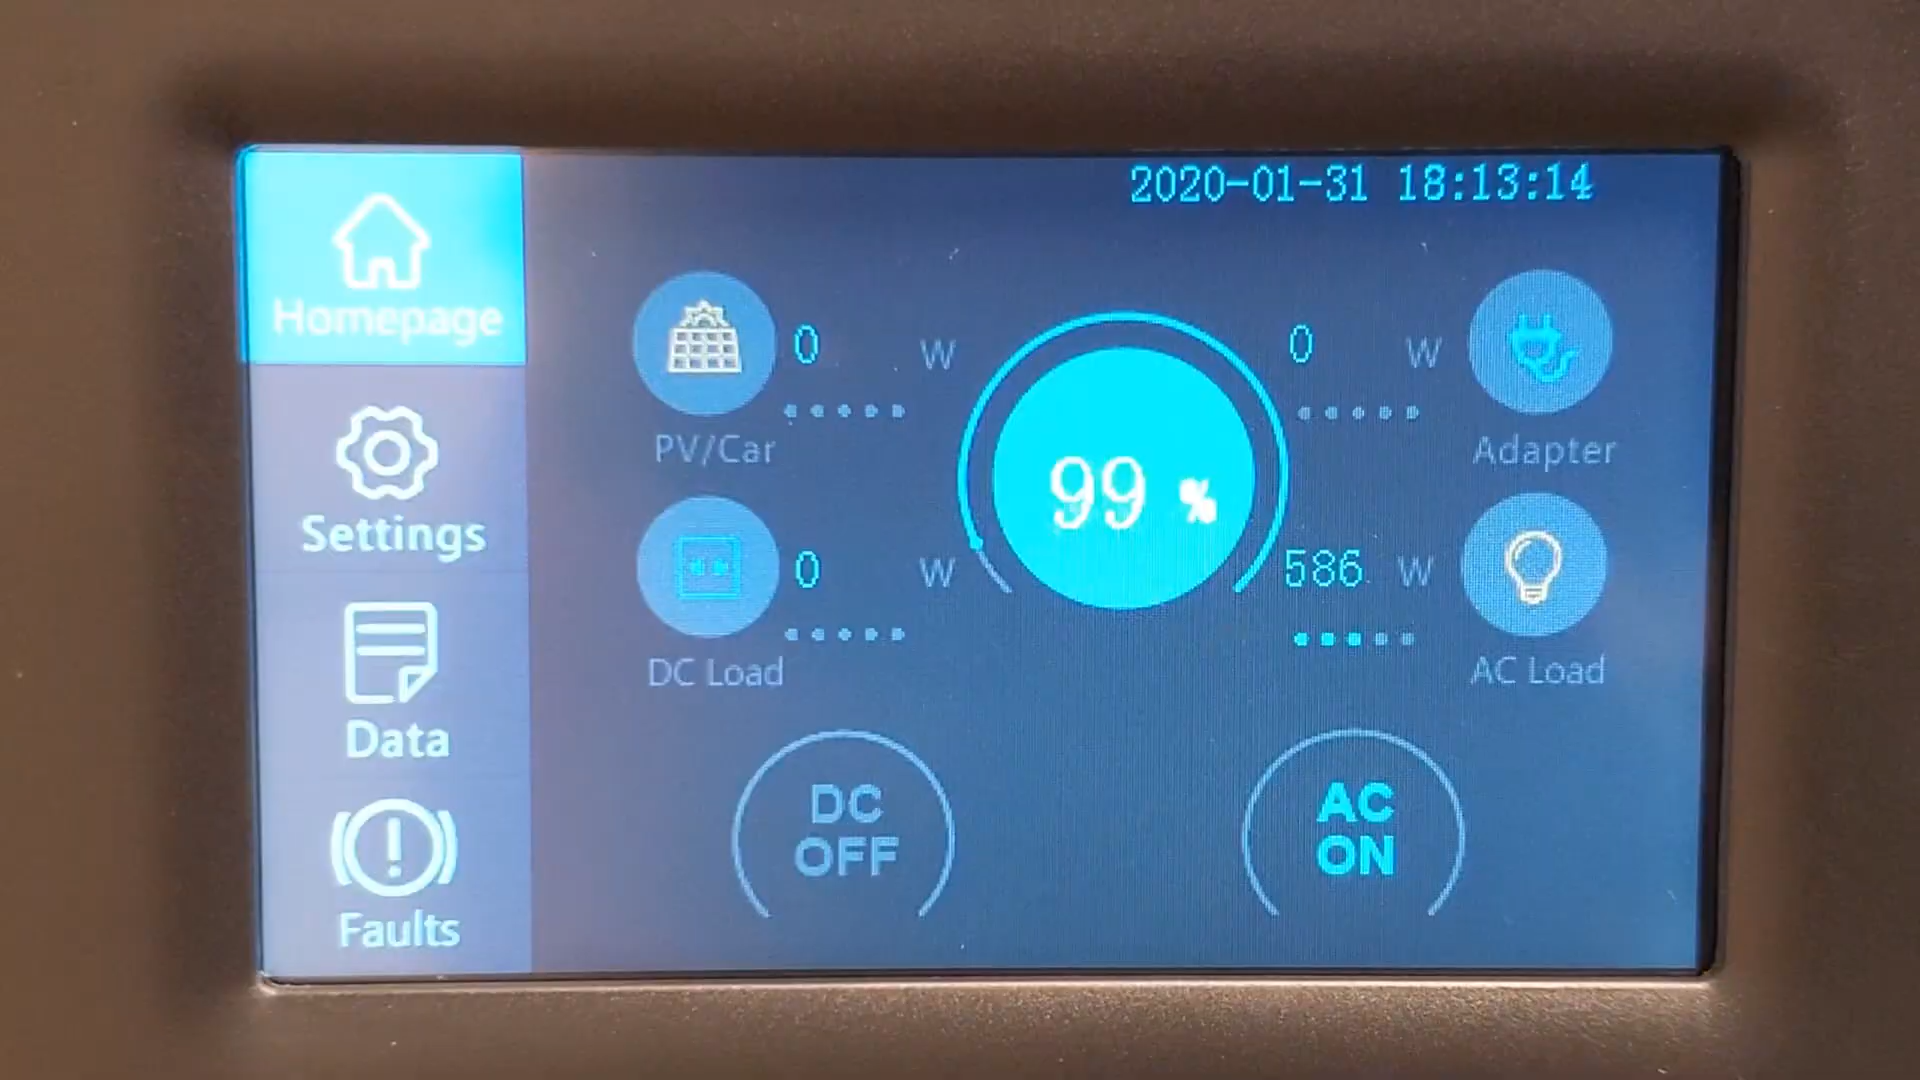 2020-01-31 18:13:14
Homepage
Settings
Data
Faults
0 W
PV/Car
0 W
DC Load
99 %
0 W
Adapter
586 W
AC Load
DC
OFF
AC
ON